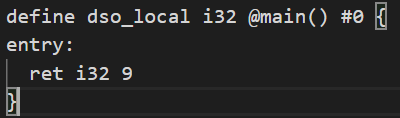 define dso_local i32 @main() #0 {
entry:
  ret i32 9
}